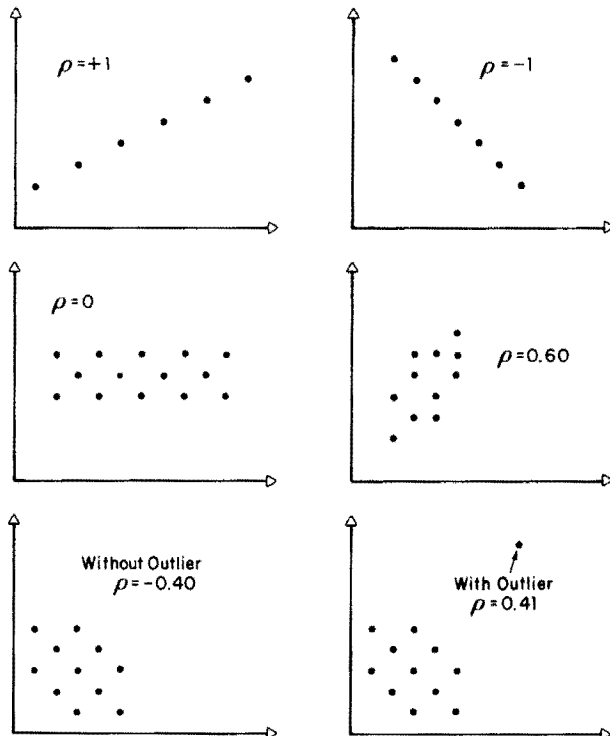 ρ=+1
ρ=−1
ρ=0
ρ=0.60
Without Outlier
ρ=−0.40
With Outlier
ρ=0.41